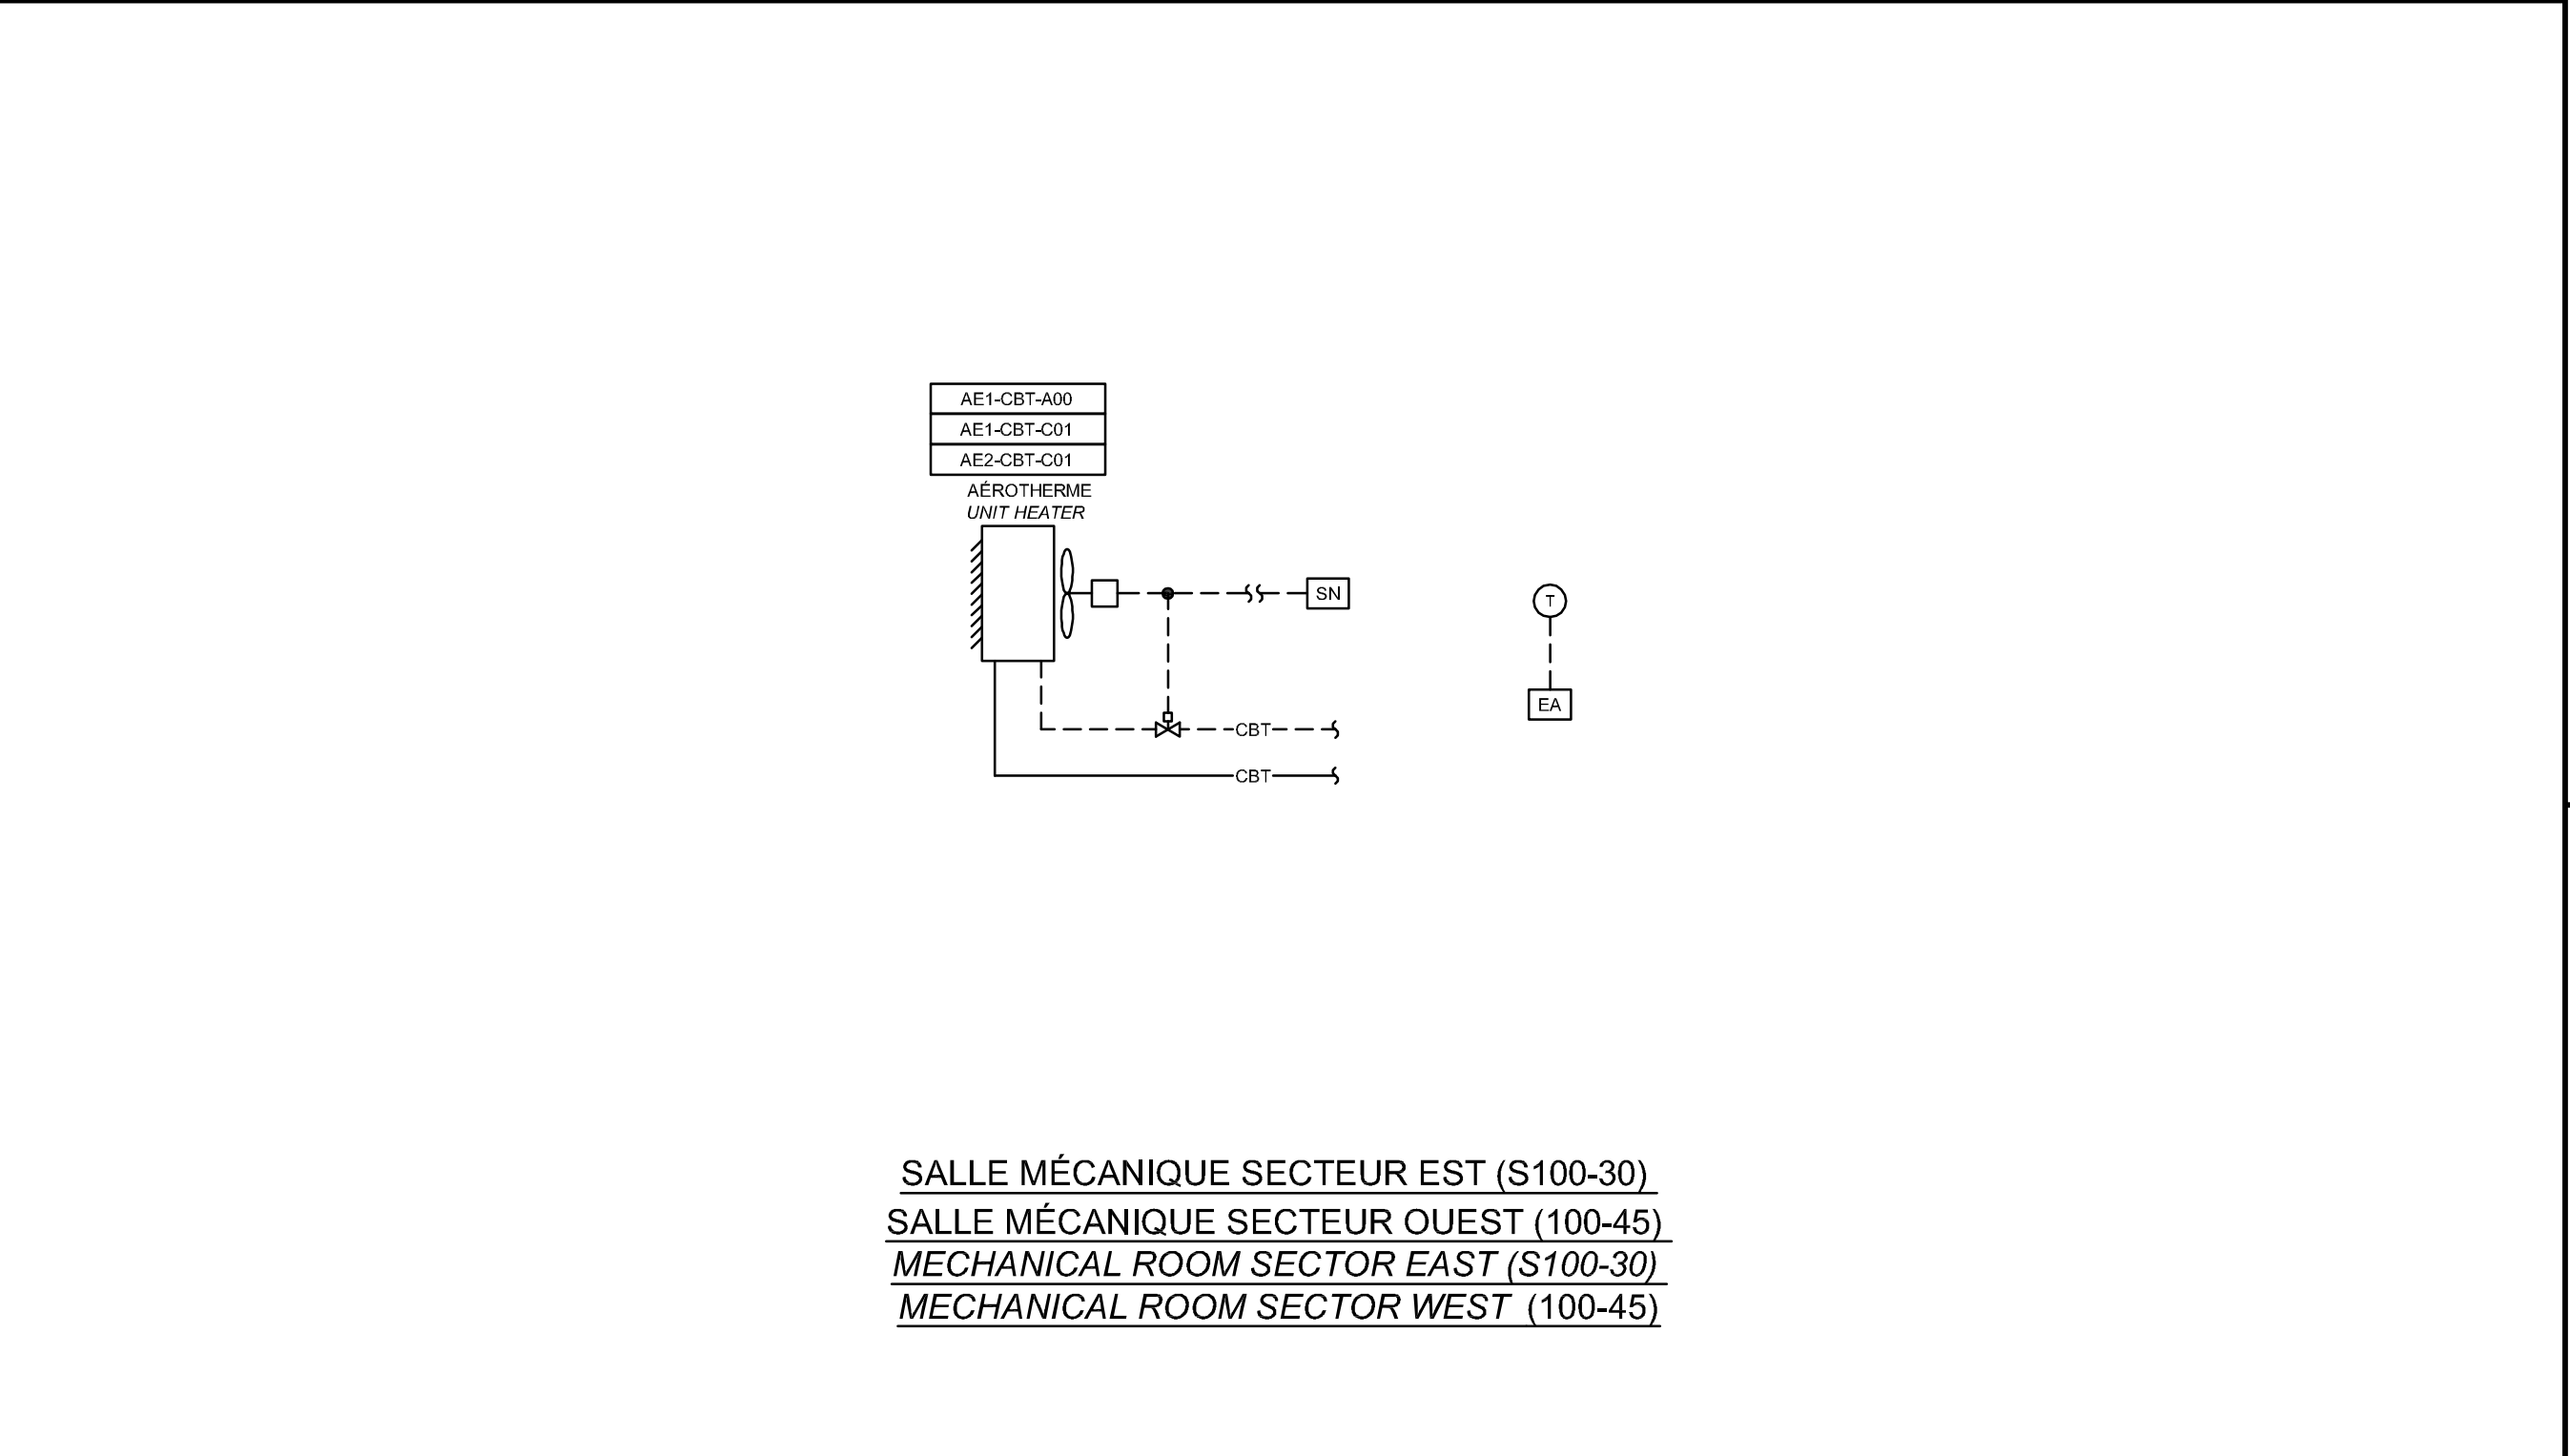 AE1-CBT-A00
AE1-CBT-C01
AE2-CBT-C01
AÉROTHERME
UNIT HEATER
SN
T
EA
CBT
CBT
SALLE MÉCANIQUE SECTEUR EST (S100-30)
SALLE MÉCANIQUE SECTEUR OUEST (100-45)
MECHANICAL ROOM SECTOR EAST (S100-30)
MECHANICAL ROOM SECTOR WEST (100-45)